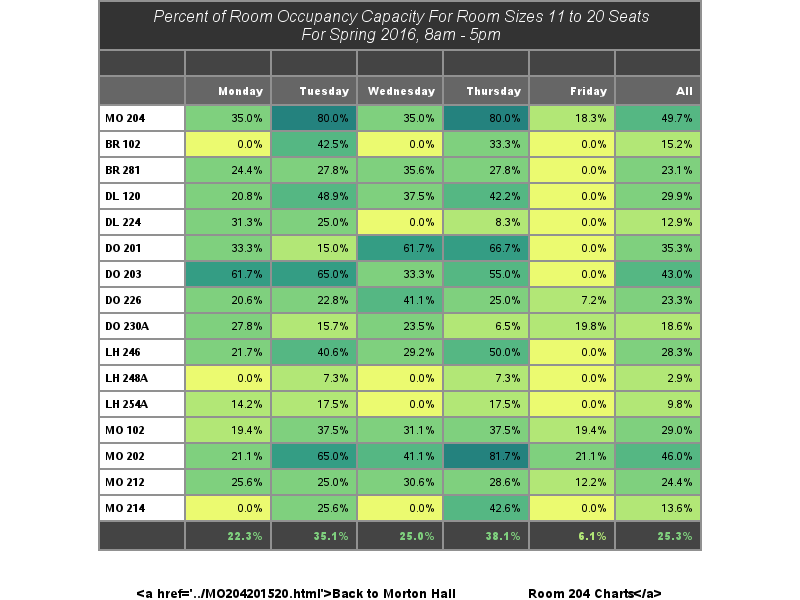 Percent of Room Occupancy Capacity For Room Sizes 11 to 20 Seats
For Spring 2016, 8am - 5pm
Monday Tuesday Wednesday Thursday Friday All
MO 204 35.0% 80.0% 35.0% 80.0% 18.3% 49.7%
BR 102 0.0% 42.5% 0.0% 33.3% 0.0% 15.2%
BR 281 24.4% 27.8% 35.6% 27.8% 0.0% 23.1%
DL 120 20.8% 48.9% 37.5% 42.2% 0.0% 29.9%
DL 224 31.3% 25.0% 0.0% 8.3% 0.0% 12.9%
DO 201 33.3% 15.0% 61.7% 66.7% 0.0% 35.3%
DO 203 61.7% 65.0% 33.3% 55.0% 0.0% 43.0%
DO 226 20.6% 22.8% 41.1% 25.0% 7.2% 23.3%
DO 230A 27.8% 15.7% 23.5% 6.5% 19.8% 18.6%
LH 246 21.7% 40.6% 29.2% 50.0% 0.0% 28.3%
LH 248A 0.0% 7.3% 0.0% 7.3% 0.0% 2.9%
LH 254A 14.2% 17.5% 0.0% 17.5% 0.0% 9.8%
MO 102 19.4% 37.5% 31.1% 37.5% 19.4% 29.0%
MO 202 21.1% 65.0% 41.1% 81.7% 21.1% 46.0%
MO 212 25.6% 25.0% 30.6% 28.6% 12.2% 24.4%
MO 214 0.0% 25.6% 0.0% 42.6% 0.0% 13.6%
22.3% 35.1% 25.0% 38.1% 6.1% 25.3%
<a href='../MO204201520.html'>Back to Morton Hall Room 204 Charts</a>